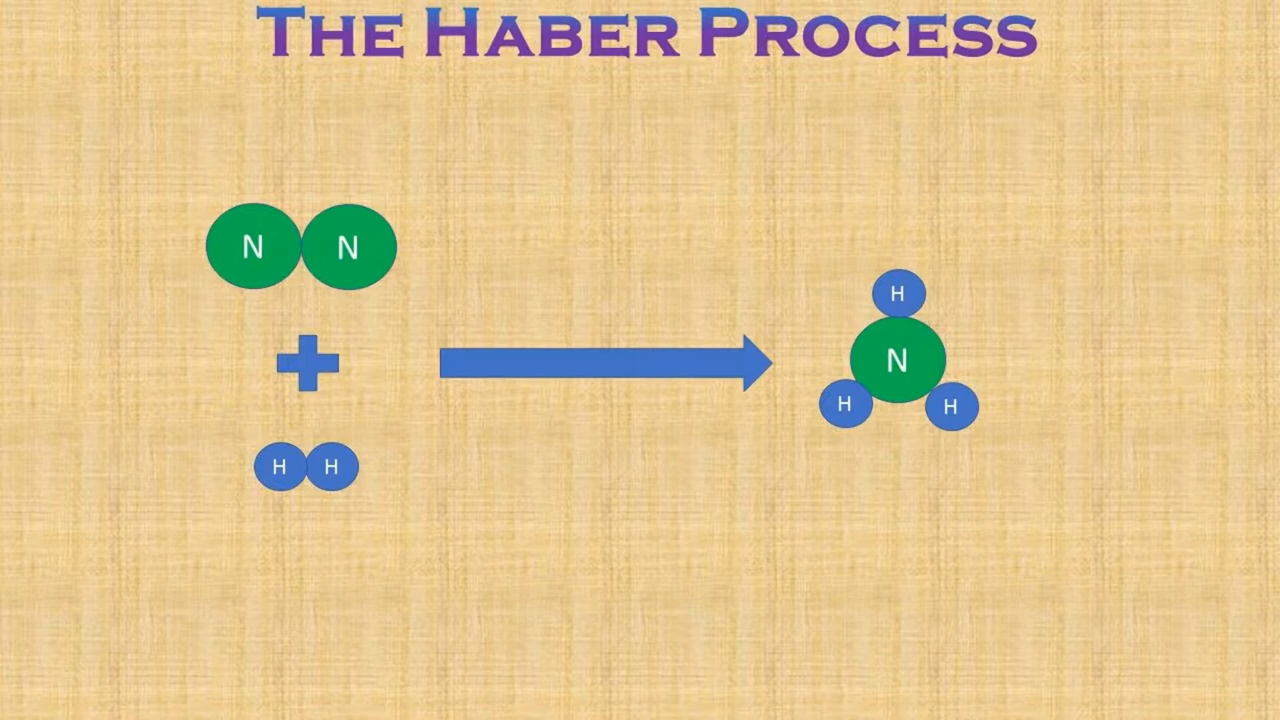 THE HABER PROCESS
N N
H
N
H H
H H